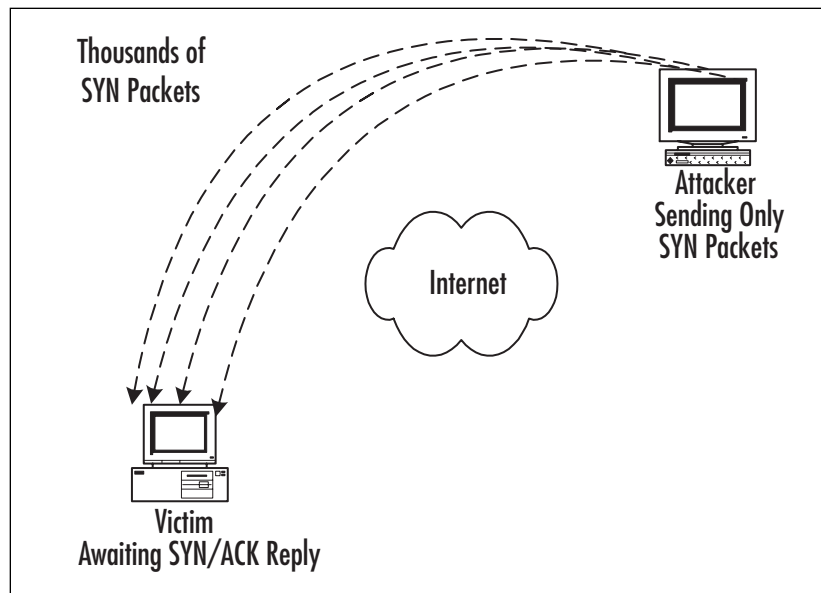 Thousands of
SYN Packets
Attacker
Sending Only
SYN Packets
Internet
Victim
Awaiting SYN/ACK Reply